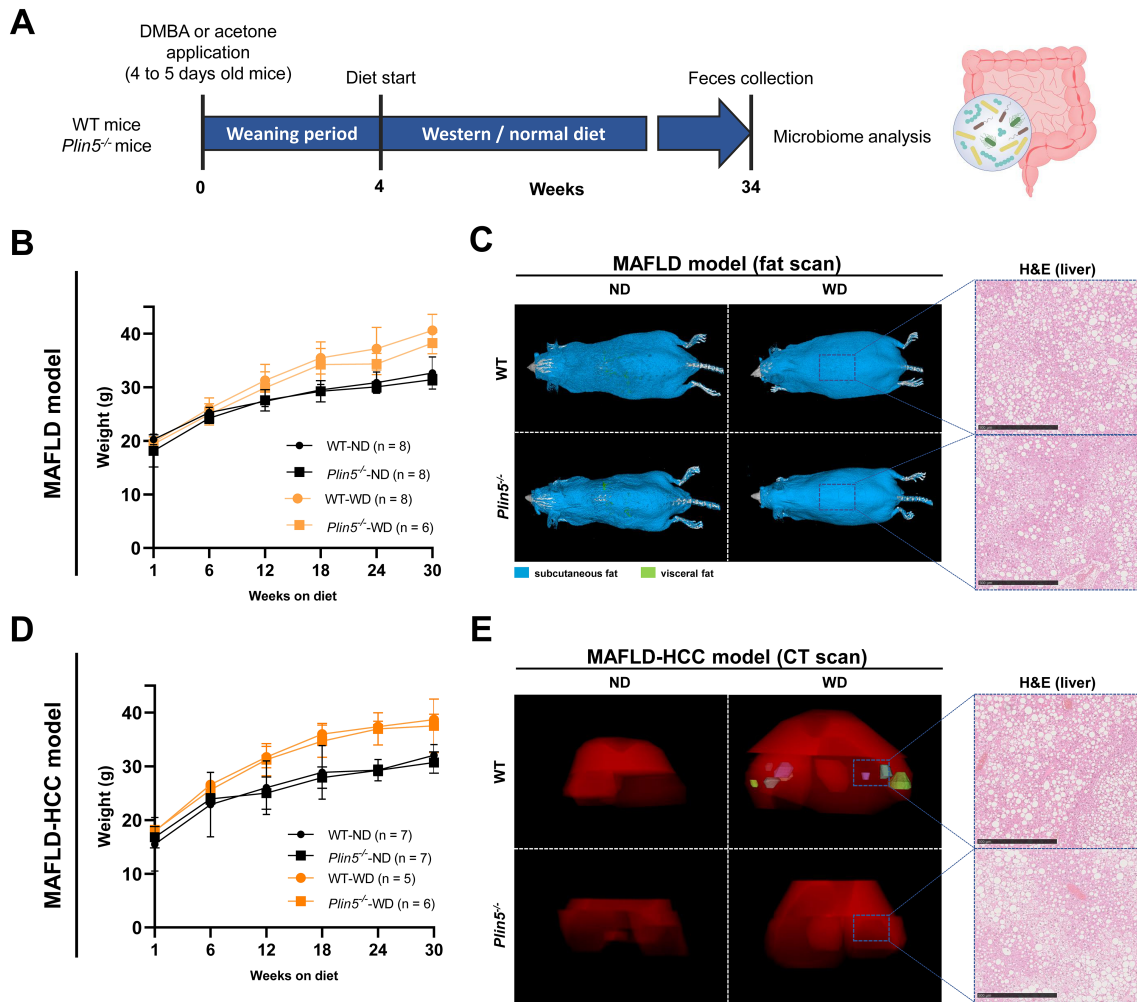 A
DMBA or acetone
application
(4 to 5 days old mice)
Diet start
Feces collection
WT mice
Plin5-/- mice
Weaning period
Western / normal diet
Microbiome analysis
0
4
Weeks
34
B
MAFLD model
Weight (g)
40
30
20
10
0
WT-ND (n = 8)
Plin5-/--ND (n = 8)
WT-WD (n = 8)
Plin5-/--WD (n = 6)
1 6 12 18 24 30
Weeks on diet
C
MAFLD model (fat scan)
ND
WD
H&E (liver)
WT
Plin5-/-
subcutaneous fat
visceral fat
D
MAFLD-HCC model
Weight (g)
40
30
20
10
0
WT-ND (n = 7)
Plin5-/--ND (n = 7)
WT-WD (n = 5)
Plin5-/--WD (n = 6)
1 6 12 18 24 30
Weeks on diet
E
MAFLD-HCC model (CT scan)
ND
WD
H&E (liver)
WT
Plin5-/-